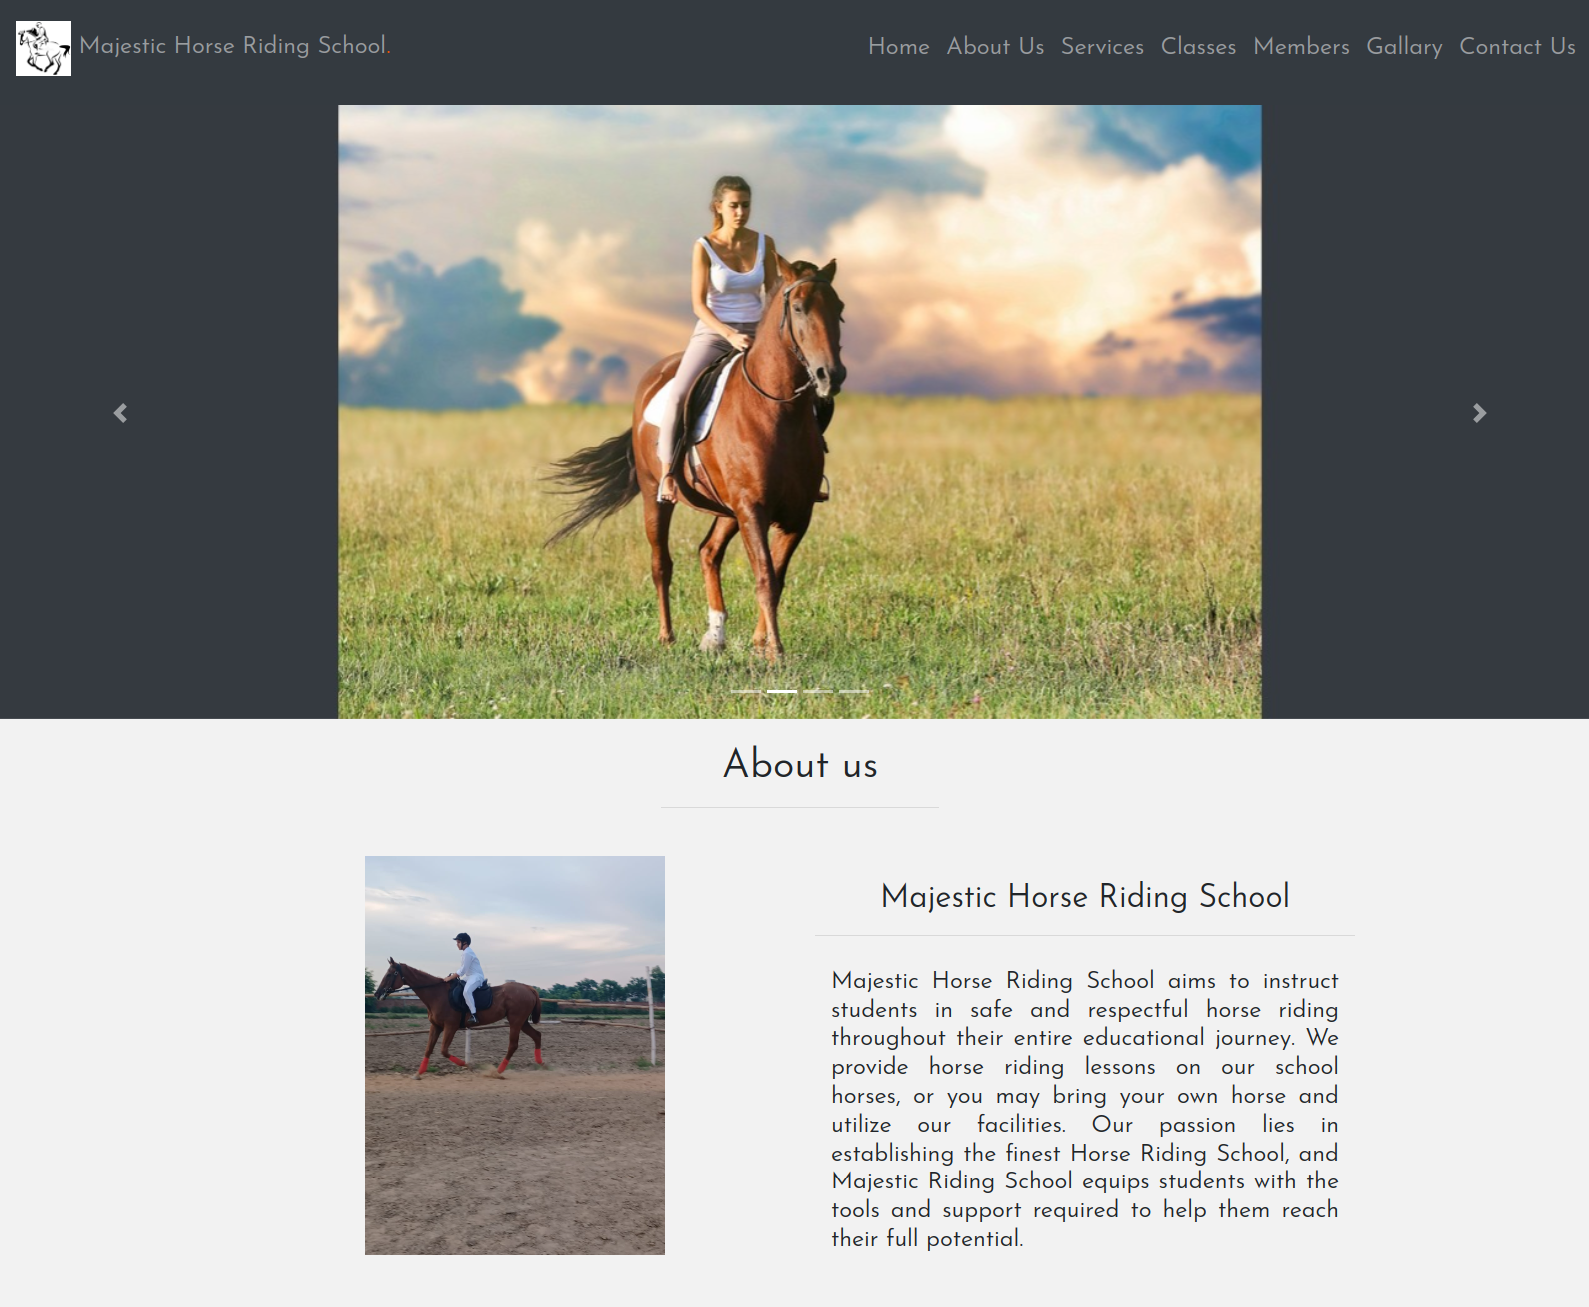 Majestic Horse Riding School.
Home About Us Services Classes Members Gallary Contact Us
About us
Majestic Horse Riding School
Majestic Horse Riding School aims to instruct
students in safe and respectful horse riding
throughout their entire educational journey. We
provide horse riding lessons on our school
horses, or you may bring your own horse and
utilize our facilities. Our passion lies in
establishing the finest Horse Riding School, and
Majestic Riding School equips students with the
tools and support required to help them reach
their full potential.